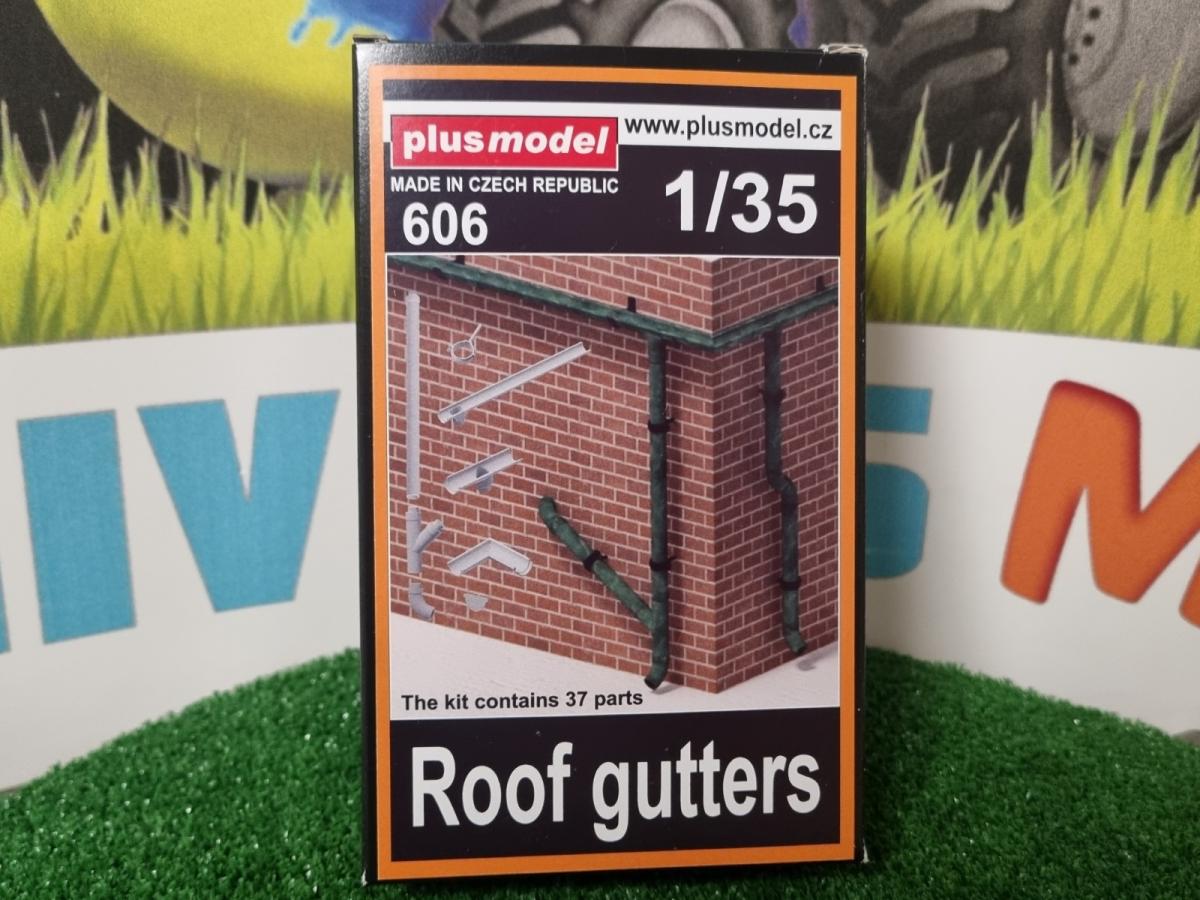 plusmodel
www.plusmodel.cz
MADE IN CZECH REPUBLIC
606
1/35
The kit contains 37 parts
Roof gutters